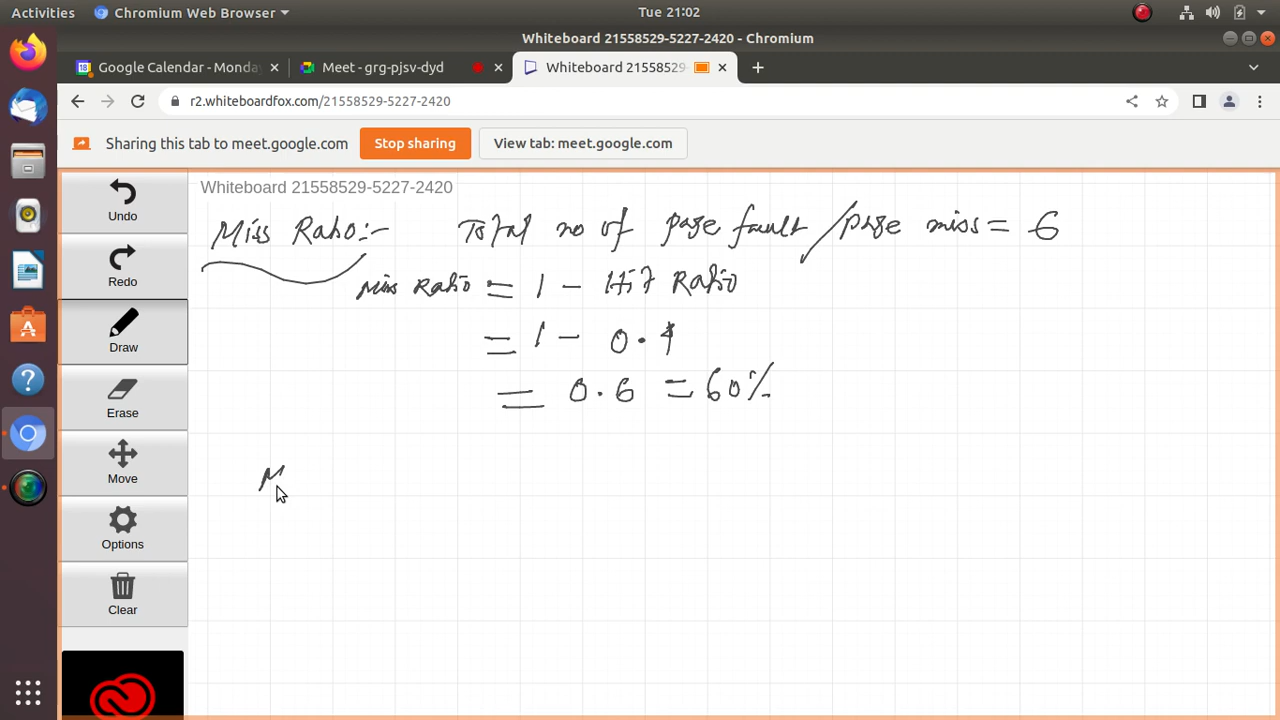 Activities Chromium Web Browser Tue 21:02
Whiteboard 21558529-5227-2420 - Chromium
Google Calendar - Monda Meet - grg-pjsv-dyd Whiteboard 21558529-5227-2420
r2.whiteboardfox.com/21558529-5227-2420
Sharing this tab to meet.google.com Stop sharing View tab: meet.google.com
Whiteboard 21558529-5227-2420
Undo
Redo
Draw
Erase
Move
Options
Clear
Miss Ratio:- Total no of page fault / page miss = 6
Miss Ratio = 1 - Hit Ratio
= 1 - 0.4
= 0.6 = 60%
M